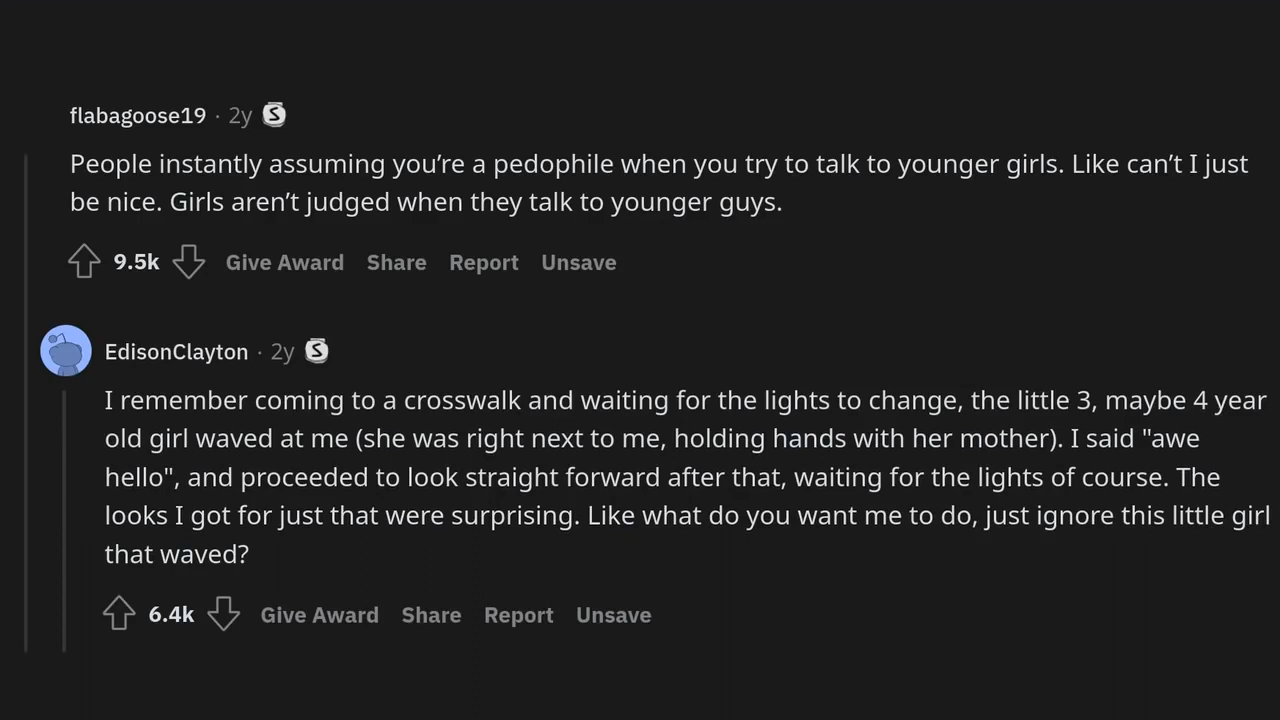 flabagoose19 · 2y S
People instantly assuming you’re a pedophile when you try to talk to younger girls. Like can’t I just
be nice. Girls aren’t judged when they talk to younger guys.
9.5k Give Award Share Report Unsave
EdisonClayton · 2y S
I remember coming to a crosswalk and waiting for the lights to change, the little 3, maybe 4 year
old girl waved at me (she was right next to me, holding hands with her mother). I said "awe
hello", and proceeded to look straight forward after that, waiting for the lights of course. The
looks I got for just that were surprising. Like what do you want me to do, just ignore this little girl
that waved?
6.4k Give Award Share Report Unsave